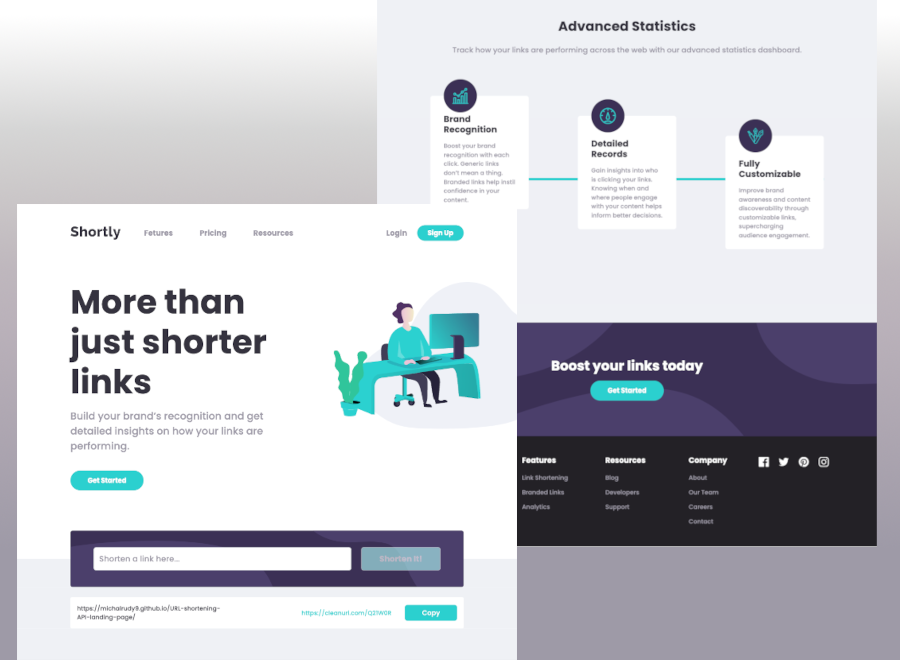 Advanced Statistics
Track how your links are performing across the web with our advanced statistics dashboard.
Brand
Recognition
Boost your brand
recognition with each
click. Generic links
don't mean a thing.
Branded links help instil
confidence in your
content.
Detailed
Records
Gain insights into who
is clicking your links.
Knowing when and
where people engage
with your content helps
inform better decisions.
Fully
Customizable
Improve brand
awareness and content
discoverability through
customizable links,
supercharging
audience engagement.
Shortly
Fetures
Pricing
Resources
Login
Sign Up
More than
just shorter
links
Build your brand's recognition and get
detailed insights on how your links are
performing.
Get Started
Shorten a link here...
Shorten It!
https://michalrudy9.github.io/URL-shortening-
API-landing-page/
Copy
Boost your links today
Get Started
Features
Link Shortening
Branded Links
Analytics
Resources
Blog
Developers
Support
Company
About
Our Team
Careers
Contact